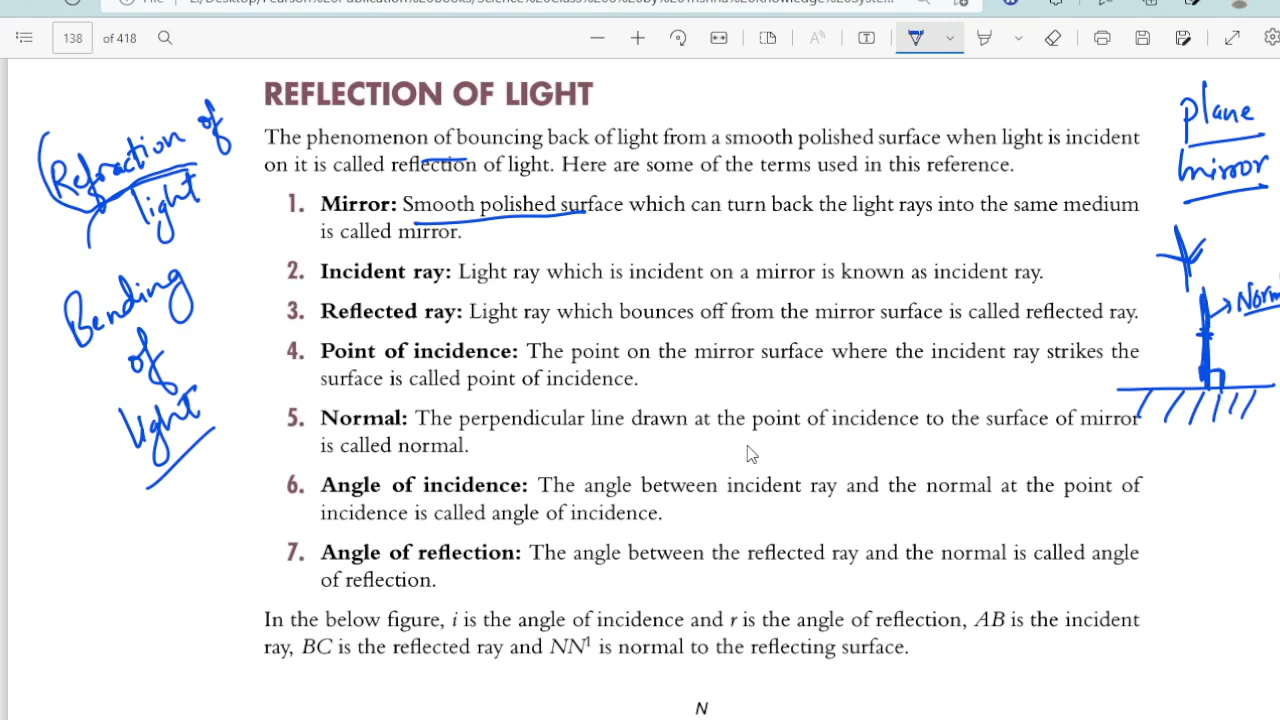 138 of 418
REFLECTION OF LIGHT
The phenomenon of bouncing back of light from a smooth polished surface when light is incident
on it is called reflection of light. Here are some of the terms used in this reference.
1. Mirror: Smooth polished surface which can turn back the light rays into the same medium
is called mirror.
2. Incident ray: Light ray which is incident on a mirror is known as incident ray.
3. Reflected ray: Light ray which bounces off from the mirror surface is called reflected ray.
4. Point of incidence: The point on the mirror surface where the incident ray strikes the
surface is called point of incidence.
5. Normal: The perpendicular line drawn at the point of incidence to the surface of mirror
is called normal.
6. Angle of incidence: The angle between incident ray and the normal at the point of
incidence is called angle of incidence.
7. Angle of reflection: The angle between the reflected ray and the normal is called angle
of reflection.
In the below figure, i is the angle of incidence and r is the angle of reflection, AB is the incident
ray, BC is the reflected ray and NN¹ is normal to the reflecting surface.
N
Refraction of
light
Bending
of
light
plane
mirror
Norm